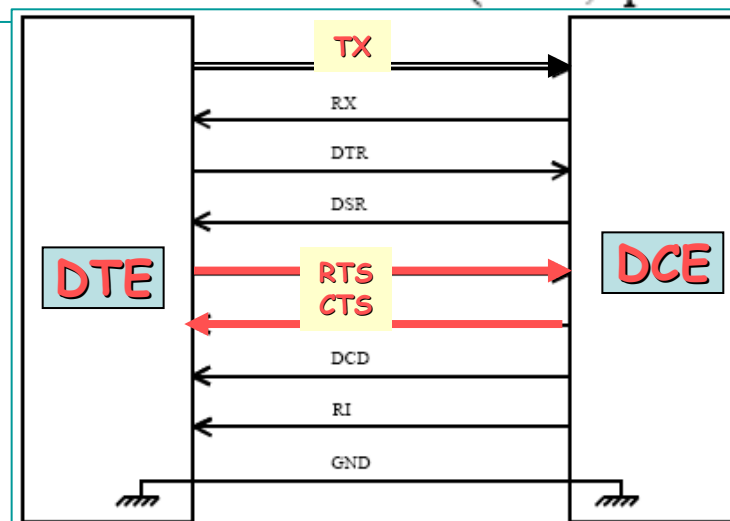 TX
RX
DTR
DSR
DTE
DCE
RTS
CTS
DCD
RI
GND